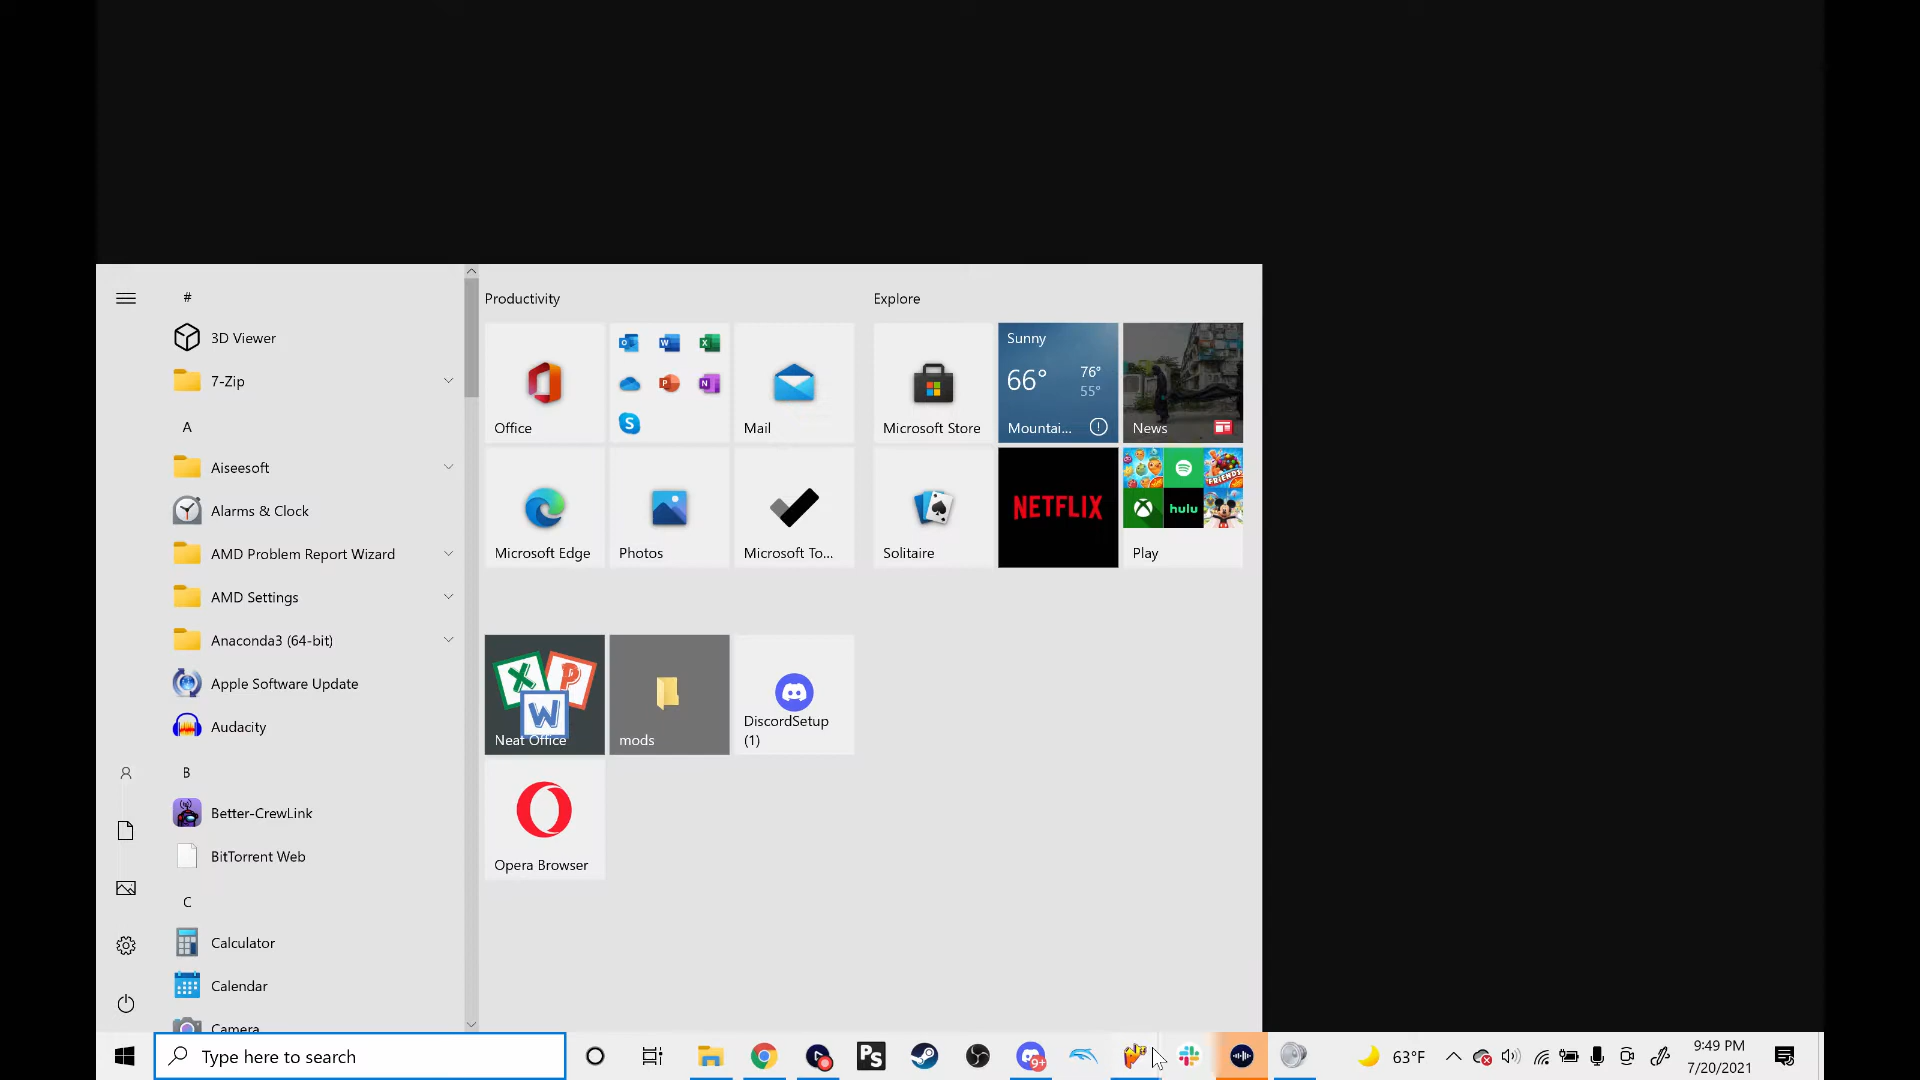 #
3D Viewer
7-Zip
A
Aiseesoft
Alarms & Clock
AMD Problem Report Wizard
AMD Settings
Anaconda3 (64-bit)
Apple Software Update
Audacity
B
Better-CrewLink
BitTorrent Web
C
Calculator
Calendar
Camera
Productivity
Office
Mail
Microsoft Edge
Photos
Microsoft To...
Explore
Microsoft Store
Sunny
66°
76°
55°
Mountai...
News
Solitaire
NETFLIX
hulu
Play
X
P
W
Neat Office
mods
DiscordSetup
(1)
Opera Browser
Type here to search
Ps
9+
63°F
9:49 PM
7/20/2021